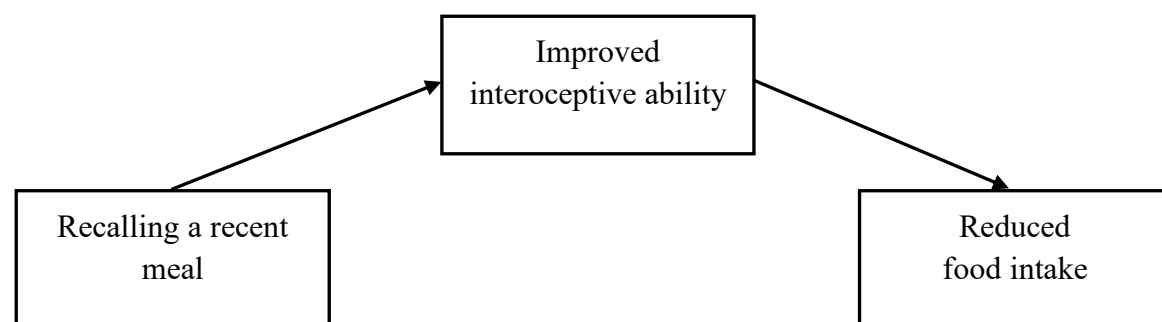 Improved
interoceptive ability
Recalling a recent
meal
Reduced
food intake